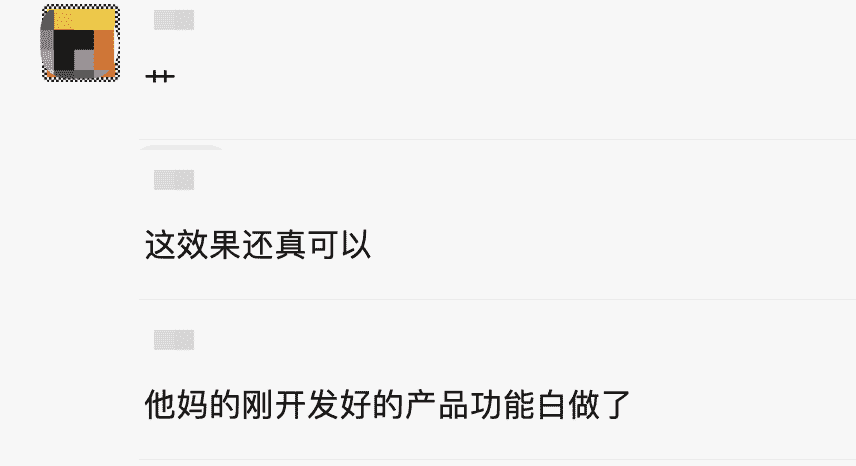 艹
这效果还真可以
他妈的刚开发好的产品功能白做了